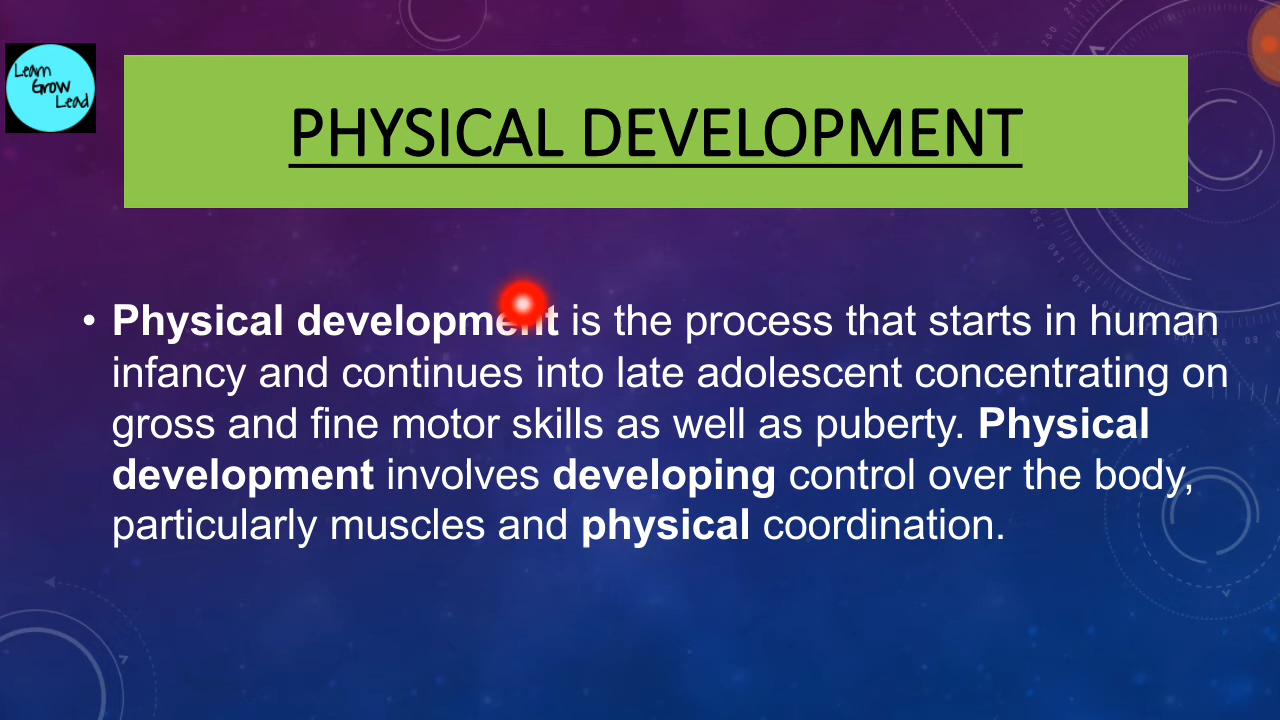 Learn
Grow
Lead
PHYSICAL DEVELOPMENT
• Physical development is the process that starts in human
infancy and continues into late adolescent concentrating on
gross and fine motor skills as well as puberty. Physical
development involves developing control over the body,
particularly muscles and physical coordination.